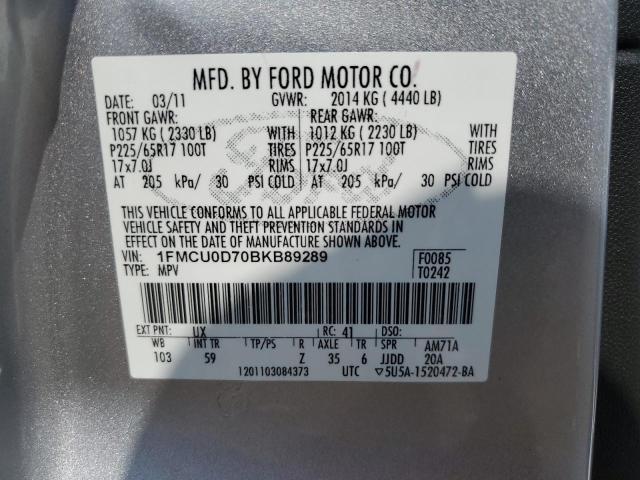 MFD. BY FORD MOTOR CO.
DATE: 03/11 GVWR: 2014 KG ( 4440 LB)
FRONT GAWR: REAR GAWR:
1057 KG ( 2330 LB) WITH 1012 KG ( 2230 LB) WITH
P225/65R17 100T TIRES P225/65R17 100T TIRES
17x7.0J RIMS 17x7.0J RIMS
AT 205 kPa/ 30 PSI COLD AT 205 kPa/ 30 PSI COLD
THIS VEHICLE CONFORMS TO ALL APPLICABLE FEDERAL MOTOR
VEHICLE SAFETY AND THEFT PREVENTION STANDARDS IN
EFFECT ON THE DATE OF MANUFACTURE SHOWN ABOVE.
VIN: 1FMCU0D70BKB89289 F0085
TYPE: MPV T0242
EXT PNT: UX RC: 41 DSO:
WB INT TR TP/PS R AXLE TR SPR AM71A
103 59 Z 35 6 JJDD 20A
1201103084373 UTC ▽5U5A-1520472-BA